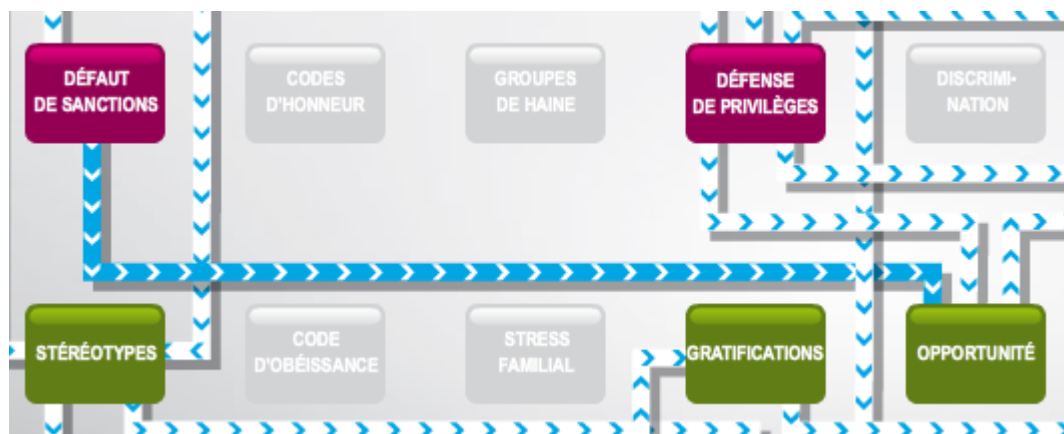 DÉFAUT
DE SANCTIONS
CODES
D'HONNEUR
GROUPES
DE HAINE
DÉFENSE
DE PRIVILÈGES
DISCRIMI-
NATION
STÉRÉOTYPES
CODE
D'OBÉISSANCE
STRESS
FAMILIAL
GRATIFICATIONS
OPPORTUNITÉ